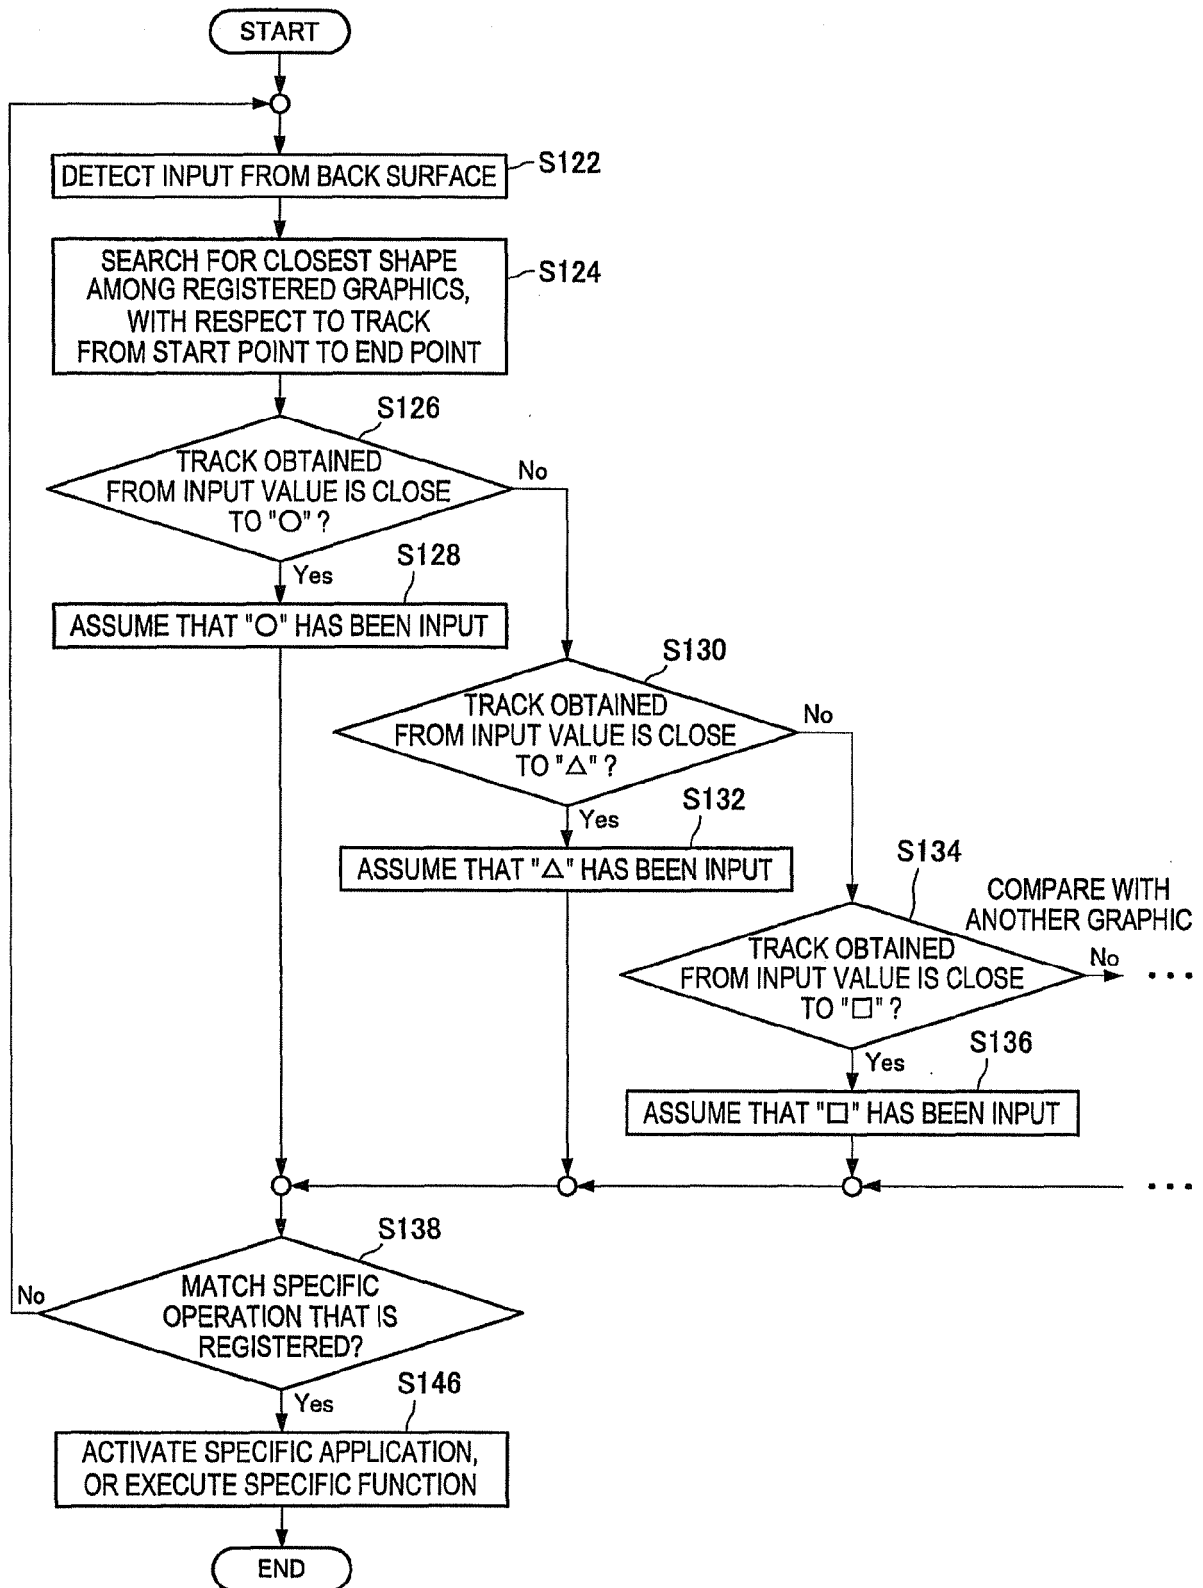 START
DETECT INPUT FROM BACK SURFACE
S122
SEARCH FOR CLOSEST SHAPE
AMONG REGISTERED GRAPHICS,
WITH RESPECT TO TRACK
FROM START POINT TO END POINT
S124
S126
TRACK OBTAINED
FROM INPUT VALUE IS CLOSE
TO "○" ?
No
Yes
S128
ASSUME THAT "○" HAS BEEN INPUT
S130
TRACK OBTAINED
FROM INPUT VALUE IS CLOSE
TO "△" ?
No
Yes
S132
ASSUME THAT "△" HAS BEEN INPUT
S134
COMPARE WITH
ANOTHER GRAPHIC
TRACK OBTAINED
FROM INPUT VALUE IS CLOSE
TO "□" ?
No
...
Yes
S136
ASSUME THAT "□" HAS BEEN INPUT
...
S138
MATCH SPECIFIC
OPERATION THAT IS
REGISTERED?
No
Yes
S146
ACTIVATE SPECIFIC APPLICATION,
OR EXECUTE SPECIFIC FUNCTION
END